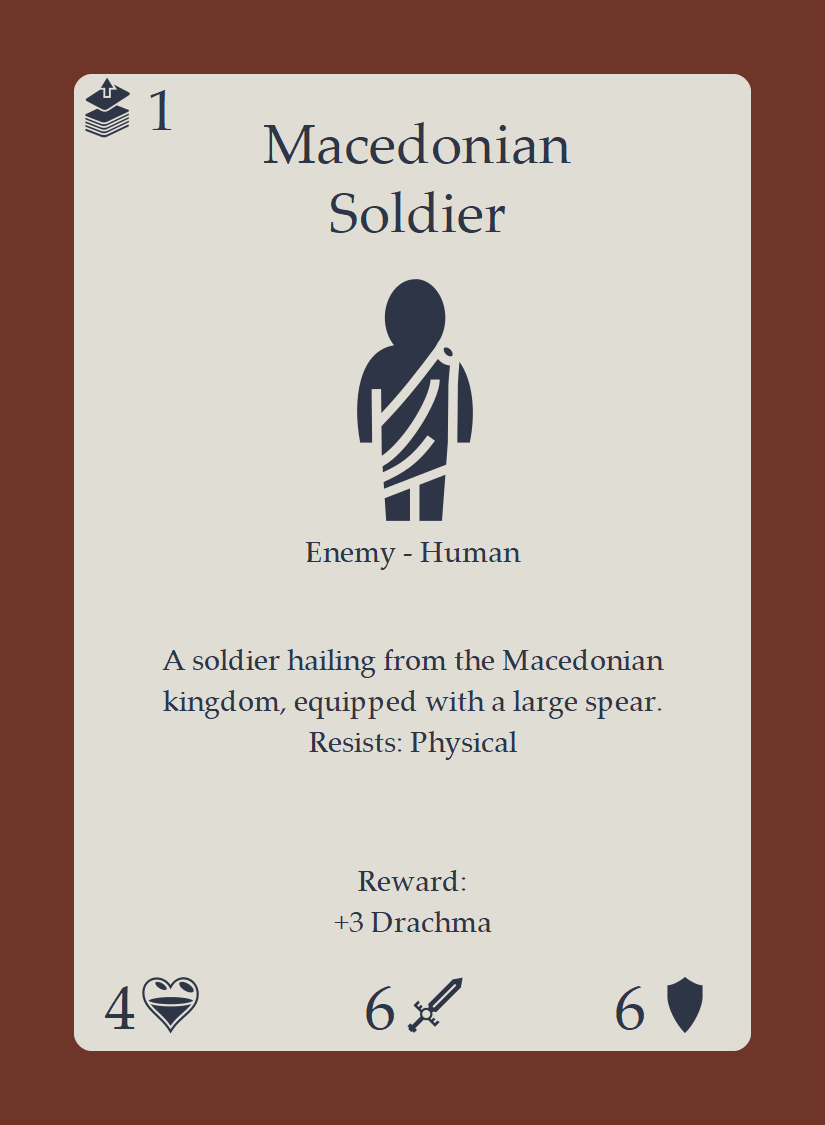 1
Macedonian
Soldier
Enemy - Human
A soldier hailing from the Macedonian
kingdom, equipped with a large spear.
Resists: Physical
Reward:
+3 Drachma
4 6 6